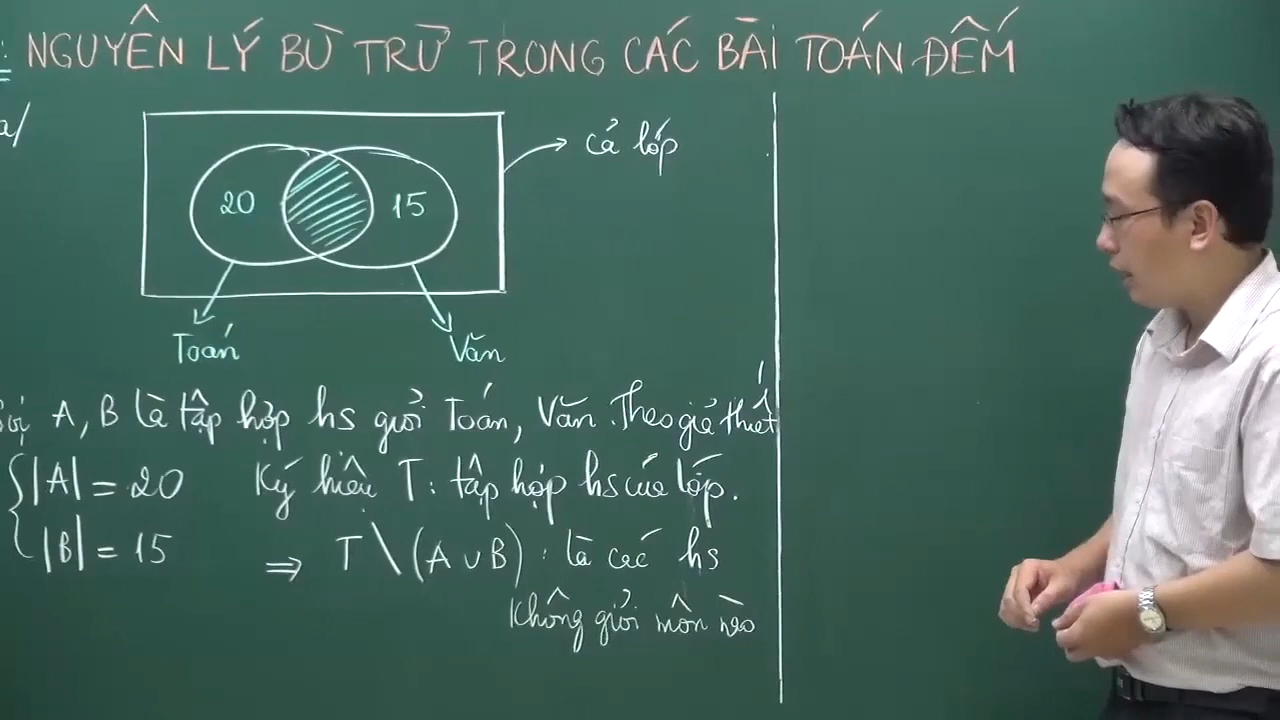 NGUYÊN LÝ BÙ TRỪ TRONG CÁC BÀI TOÁN ĐẾM
a/
Cả lớp
20 15
Toán Văn
A, B là tập hợp hs giỏi Toán, Văn. Theo giả thiết
|A| = 20 Ký hiệu T: tập hợp hs của lớp.
|B| = 15 ⇒ T \ (A ∪ B): là các hs
không giỏi môn nào